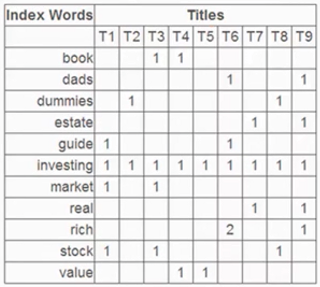 Index Words Titles
T1 T2 T3 T4 T5 T6 T7 T8 T9
book 1 1
dads 1 1
dummies 1 1
estate 1 1
guide 1 1
investing 1 1 1 1 1 1 1 1 1
market 1 1
real 1 1
rich 2 1
stock 1 1 1
value 1 1